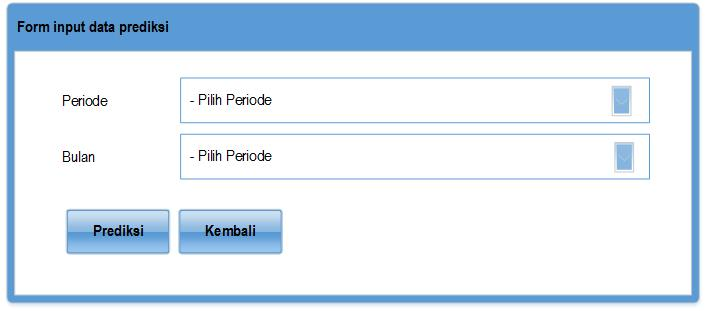 Form input data prediksi
Periode - Pilih Periode
Bulan - Pilih Periode
Prediksi Kembali